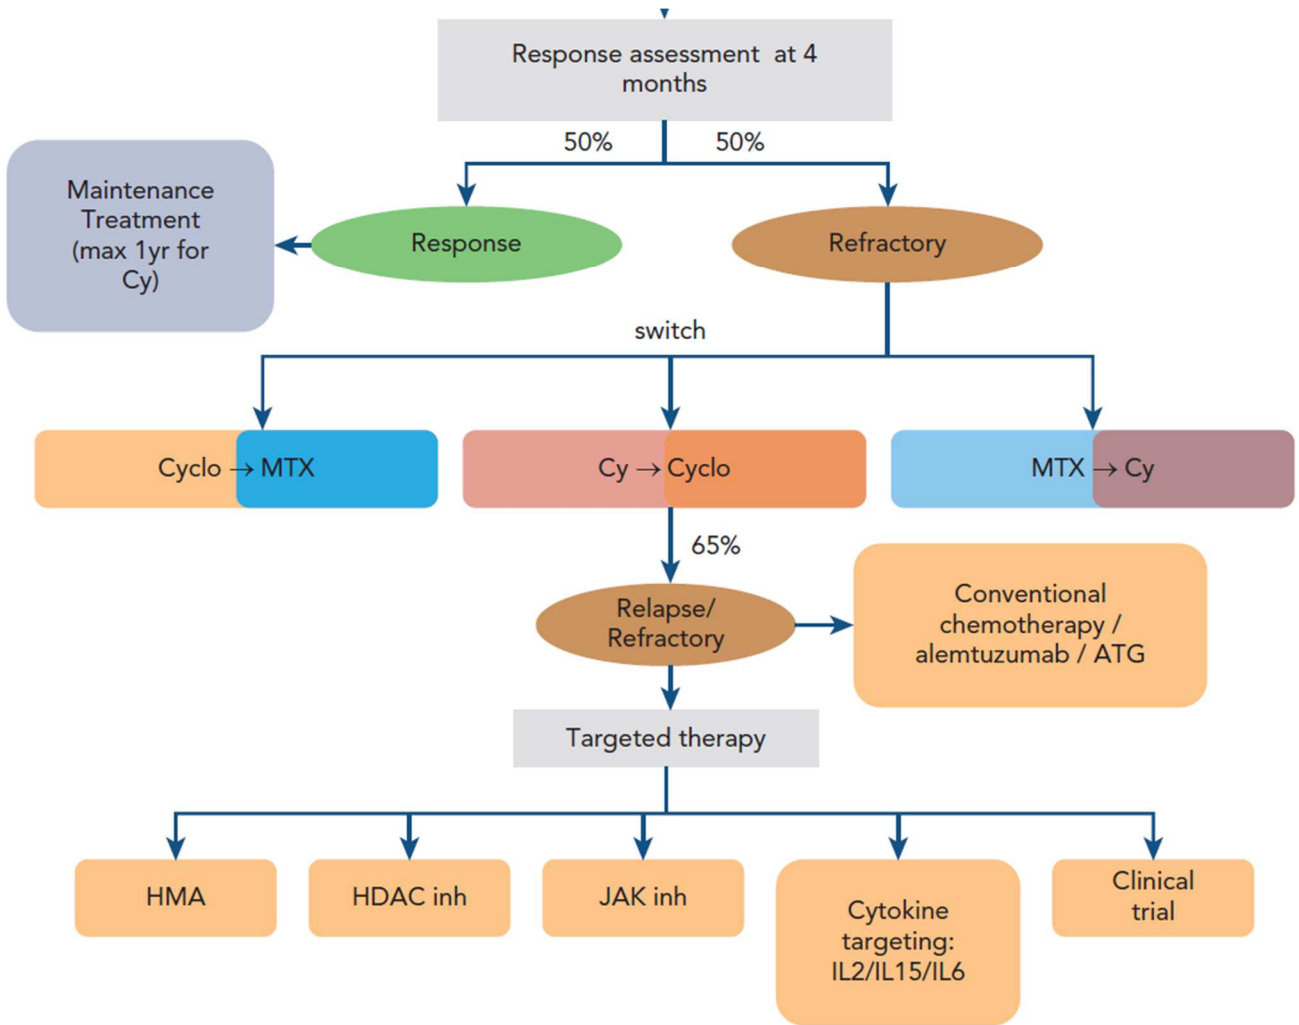 Response assessment at 4
months
50%
50%
Maintenance
Treatment
(max 1yr for
Cy)
Response
Refractory
switch
Cyclo → MTX
Cy → Cyclo
MTX → Cy
65%
Relapse/
Refractory
Conventional
chemotherapy /
alemtuzumab / ATG
Targeted therapy
HMA
HDAC inh
JAK inh
Cytokine
targeting:
IL2/IL15/IL6
Clinical
trial